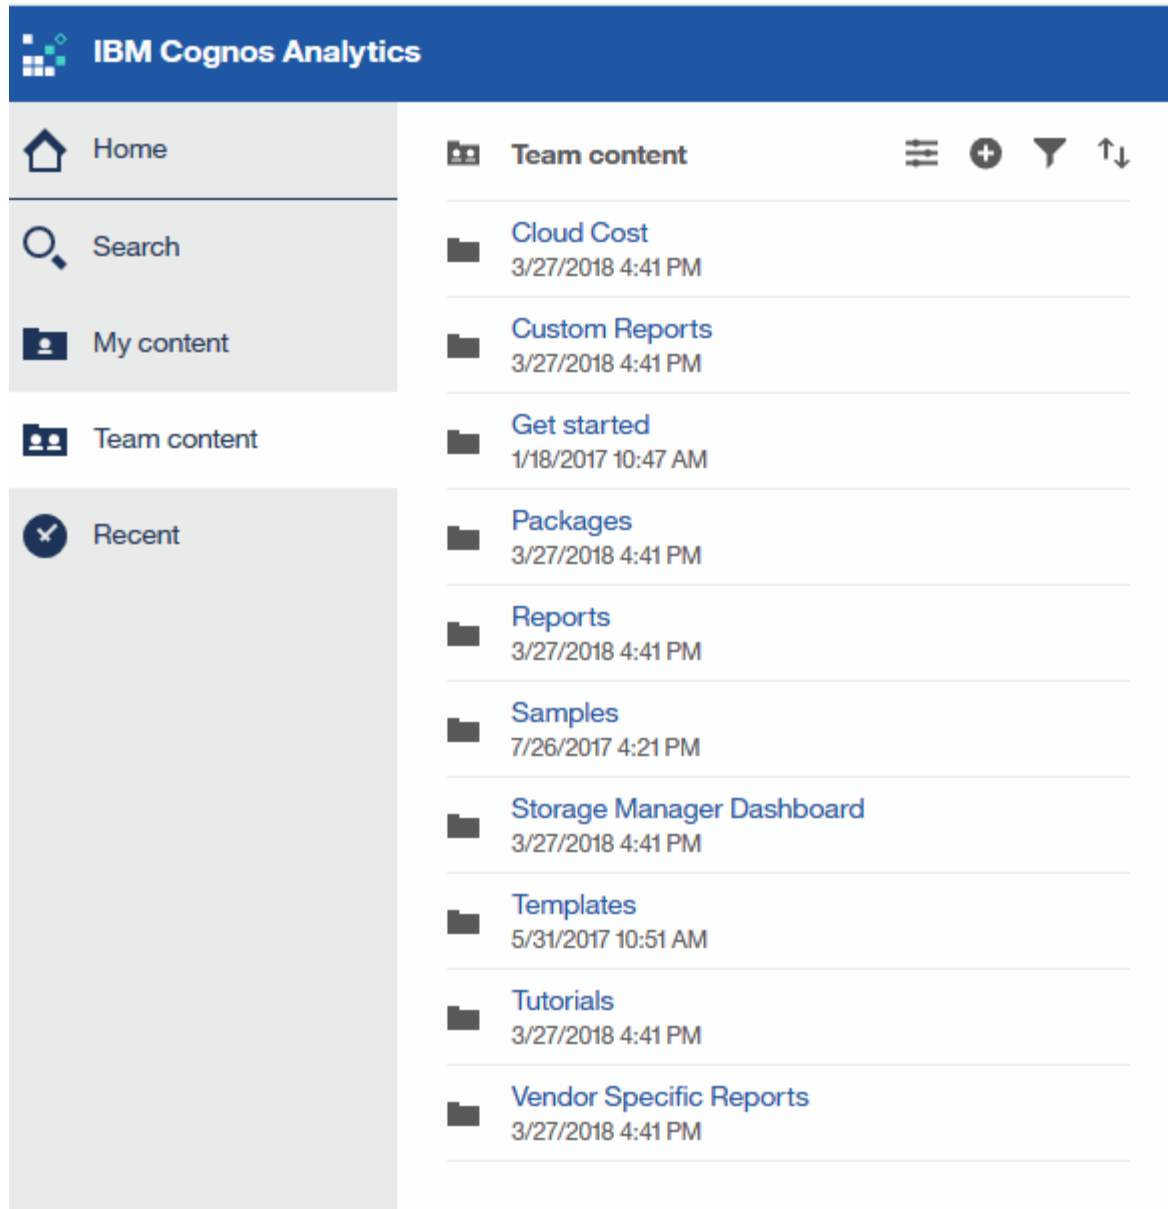 IBM Cognos Analytics
Home
Search
My content
Team content
Recent
Team content
Cloud Cost
3/27/2018 4:41 PM
Custom Reports
3/27/2018 4:41 PM
Get started
1/18/2017 10:47 AM
Packages
3/27/2018 4:41 PM
Reports
3/27/2018 4:41 PM
Samples
7/26/2017 4:21 PM
Storage Manager Dashboard
3/27/2018 4:41 PM
Templates
5/31/2017 10:51 AM
Tutorials
3/27/2018 4:41 PM
Vendor Specific Reports
3/27/2018 4:41 PM